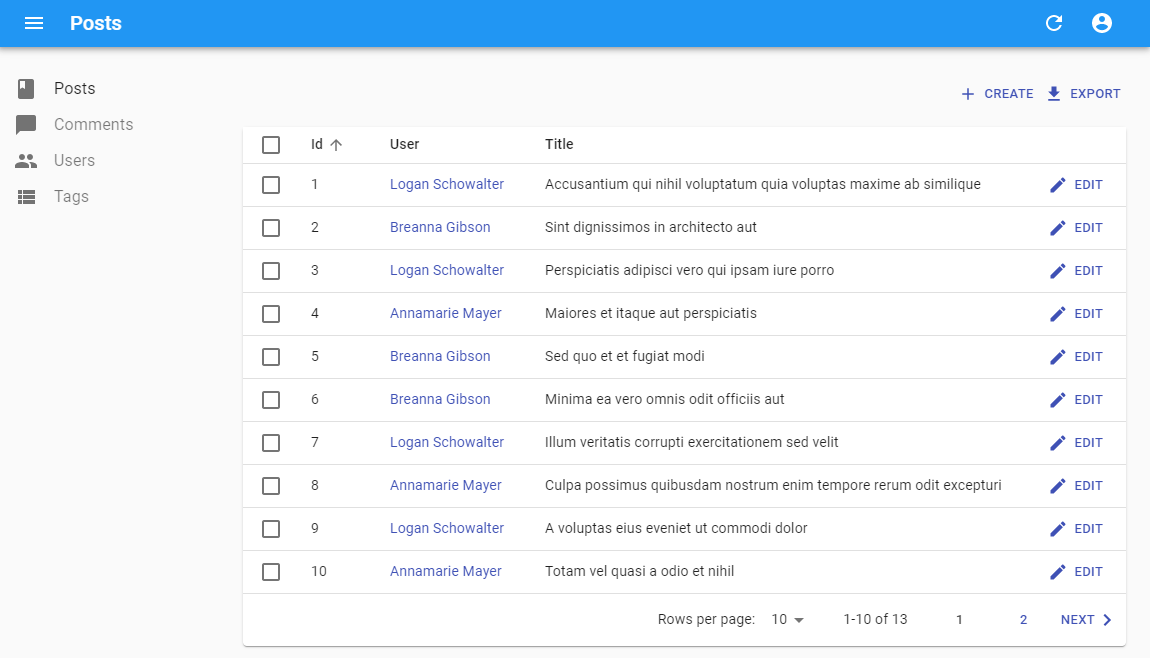 Posts
Posts
Comments
Users
Tags
CREATE EXPORT
Id User Title
1 Logan Schowalter Accusantium qui nihil voluptatum quia voluptas maxime ab similique EDIT
2 Breanna Gibson Sint dignissimos in architecto aut EDIT
3 Logan Schowalter Perspiciatis adipisci vero qui ipsam iure porro EDIT
4 Annamarie Mayer Maiores et itaque aut perspiciatis EDIT
5 Breanna Gibson Sed quo et et fugiat modi EDIT
6 Breanna Gibson Minima ea vero omnis odit officiis aut EDIT
7 Logan Schowalter Illum veritatis corrupti exercitationem sed velit EDIT
8 Annamarie Mayer Culpa possimus quibusdam nostrum enim tempore rerum odit excepturi EDIT
9 Logan Schowalter A voluptas eius eveniet ut commodi dolor EDIT
10 Annamarie Mayer Totam vel quasi a odio et nihil EDIT
Rows per page: 10 1-10 of 13 1 2 NEXT